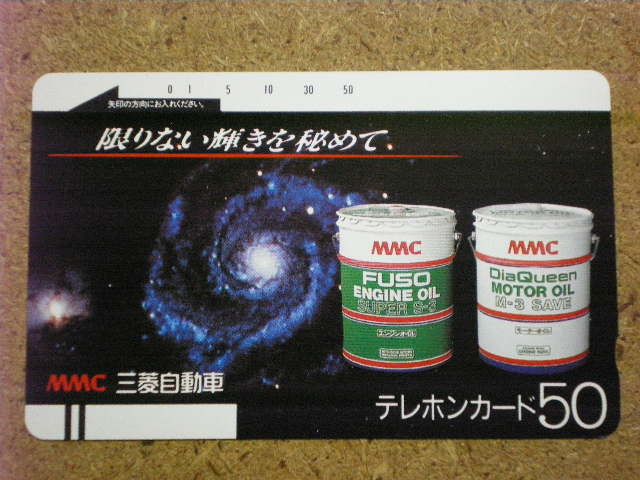 0 1 5 10 30 50
矢印の方向にお入れください。
限りない輝きを秘めて
MMC
FUSO
ENGINE OIL
SUPER S-3
エンジンオイル
MMC
DiaQueen
MOTOR OIL
M-3 SAVE
モーターオイル
MMC 三菱自動車
テレホンカード50